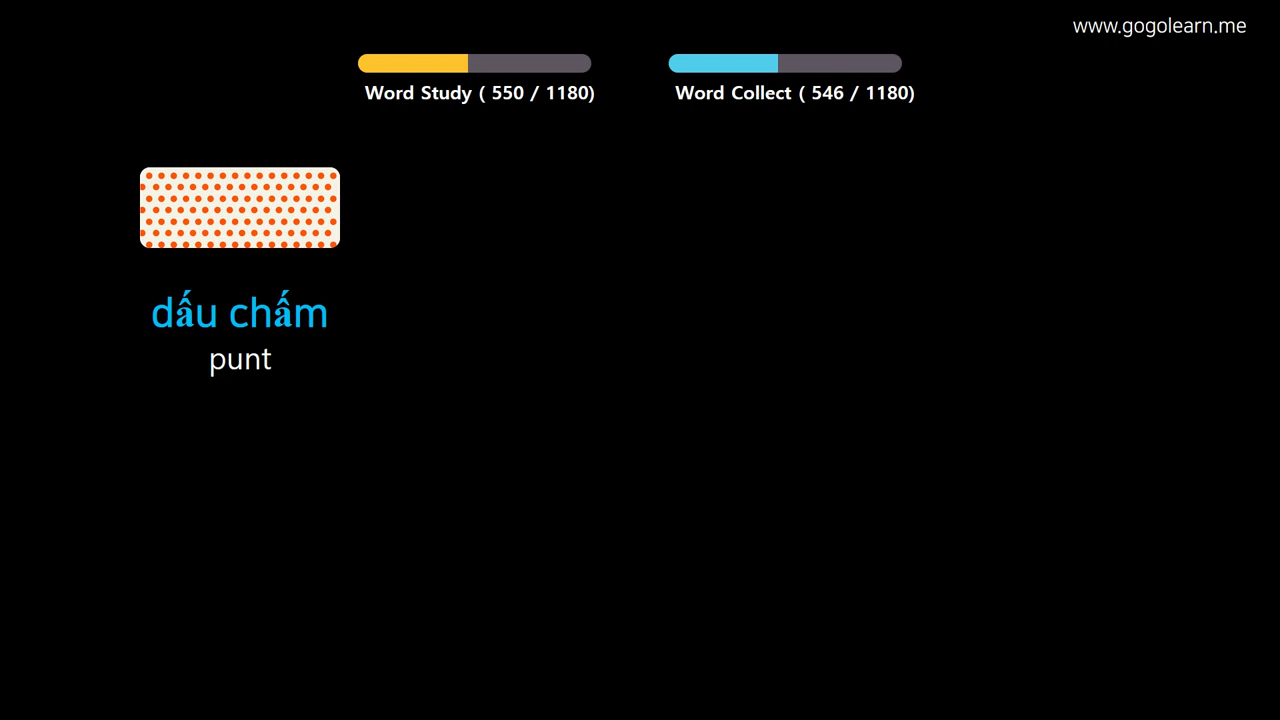 www.gogolearn.me
Word Study ( 550 / 1180)
Word Collect ( 546 / 1180)
dấu chấm
punt